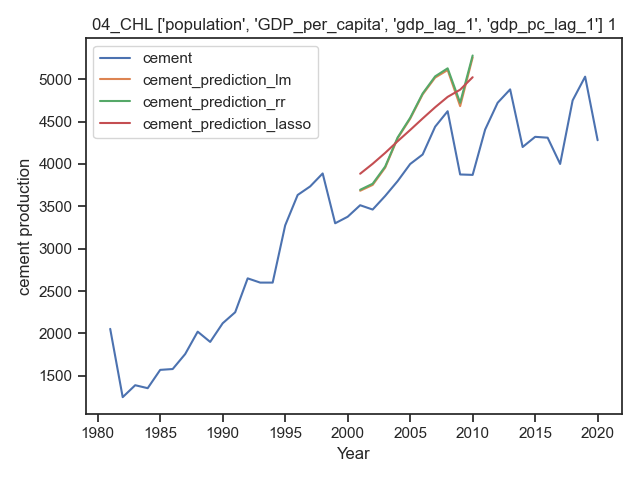 04_CHL ['population', 'GDP_per_capita', 'gdp_lag_1', 'gdp_pc_lag_1'] 1
cement
cement_prediction_lm
cement_prediction_rr
cement_prediction_lasso
5000
4500
4000
3500
3000
2500
2000
1500
cement production
1980 1985 1990 1995 2000 2005 2010 2015 2020
Year